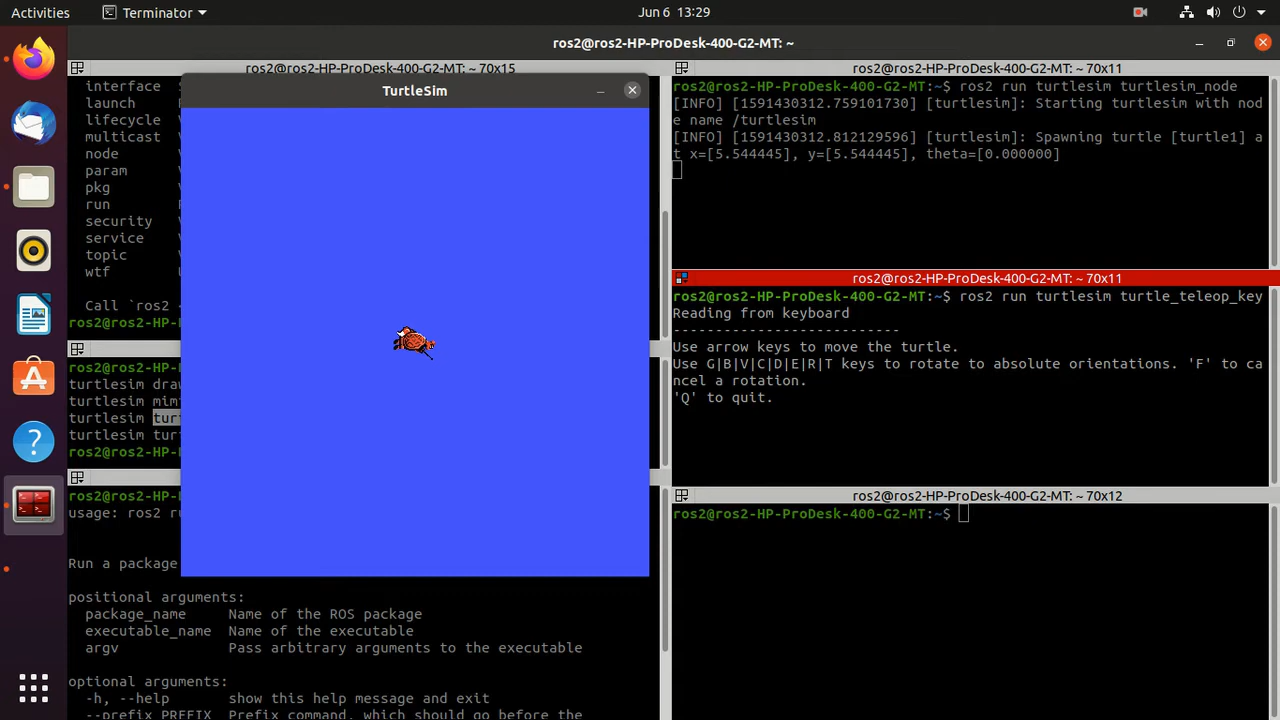 Activities
Terminator
Jun 6 13:29
ros2@ros2-HP-ProDesk-400-G2-MT: ~
ros2@ros2-HP-ProDesk-400-G2-MT: ~ 70x15
interface
launch
lifecycle
multicast
node
param
pkg
run
security
service
topic
wtf
Call `ros2
ros2@ros2-HP-
TurtleSim
ros2@ros2-HP-
turtlesim
turtlesim
turtlesim
turtlesim
ros2@ros2-HP-
ros2@ros2-HP-
usage: ros2
Run a package
positional arguments:
package_name Name of the ROS package
executable_name Name of the executable
argv Pass arbitrary arguments to the executable
optional arguments:
-h, --help show this help message and exit
--prefix PREFIX Prefix command, which should go before the
ros2@ros2-HP-ProDesk-400-G2-MT: ~ 70x11
ros2@ros2-HP-ProDesk-400-G2-MT:~$ ros2 run turtlesim turtlesim_node
[INFO] [1591430312.759101730] [turtlesim]: Starting turtlesim with nod
e name /turtlesim
[INFO] [1591430312.812129596] [turtlesim]: Spawning turtle [turtle1] a
t x=[5.544445], y=[5.544445], theta=[0.000000]
ros2@ros2-HP-ProDesk-400-G2-MT: ~ 70x11
ros2@ros2-HP-ProDesk-400-G2-MT:~$ ros2 run turtlesim turtle_teleop_key
Reading from keyboard
---------------------------
Use arrow keys to move the turtle.
Use G|B|V|C|D|E|R|T keys to rotate to absolute orientations. 'F' to ca
ncel a rotation.
'Q' to quit.
ros2@ros2-HP-ProDesk-400-G2-MT: ~ 70x12
ros2@ros2-HP-ProDesk-400-G2-MT:~$